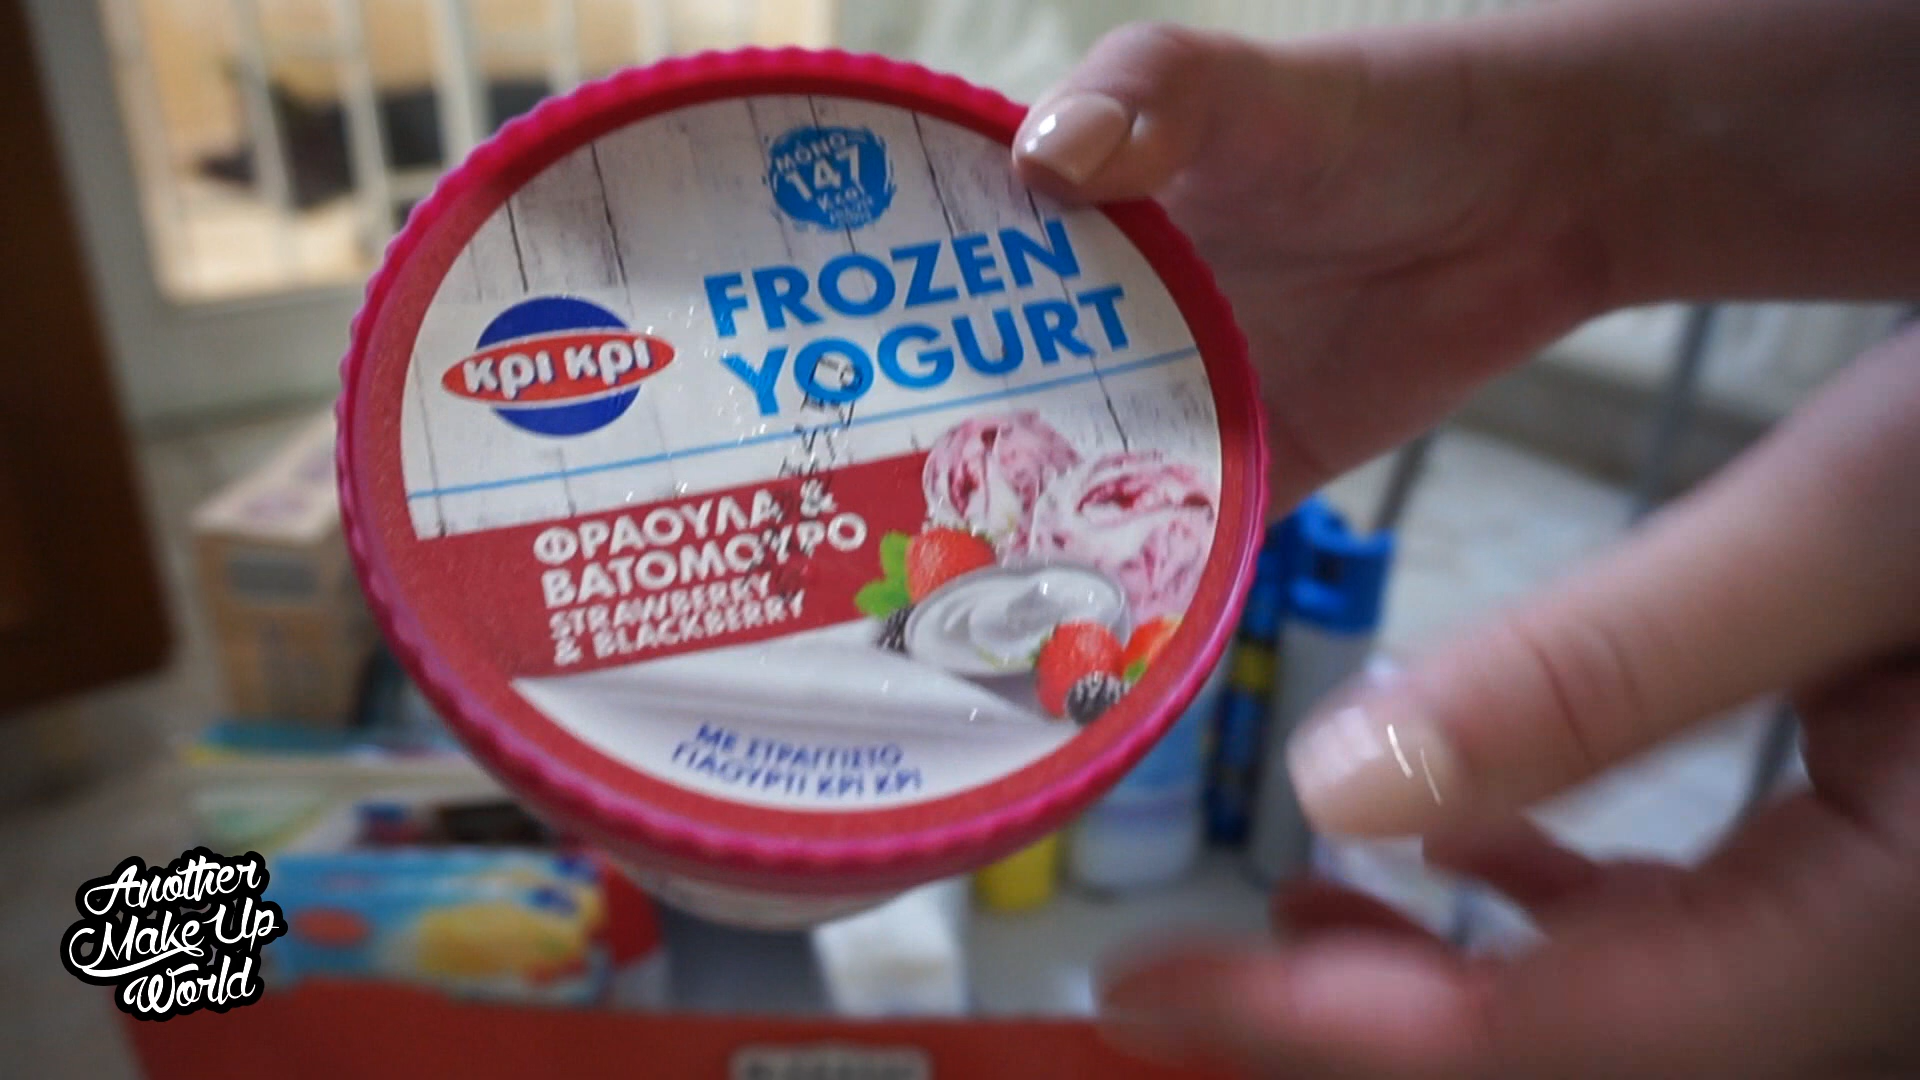 ΜΟΝΟ
147
Kcal
FROZEN
YOGURT
κρι κρι
ΦΡΑΟΥΛΑ &
ΒΑΤΟΜΟΥΡΟ
STRAWBERRY
& BLACKBERRY
ΜΕ ΣΤΡΑΓΓΙΣΤΟ
ΓΙΑΟΥΡΤΙ ΚΡΙ ΚΡΙ
Another
Make Up
World